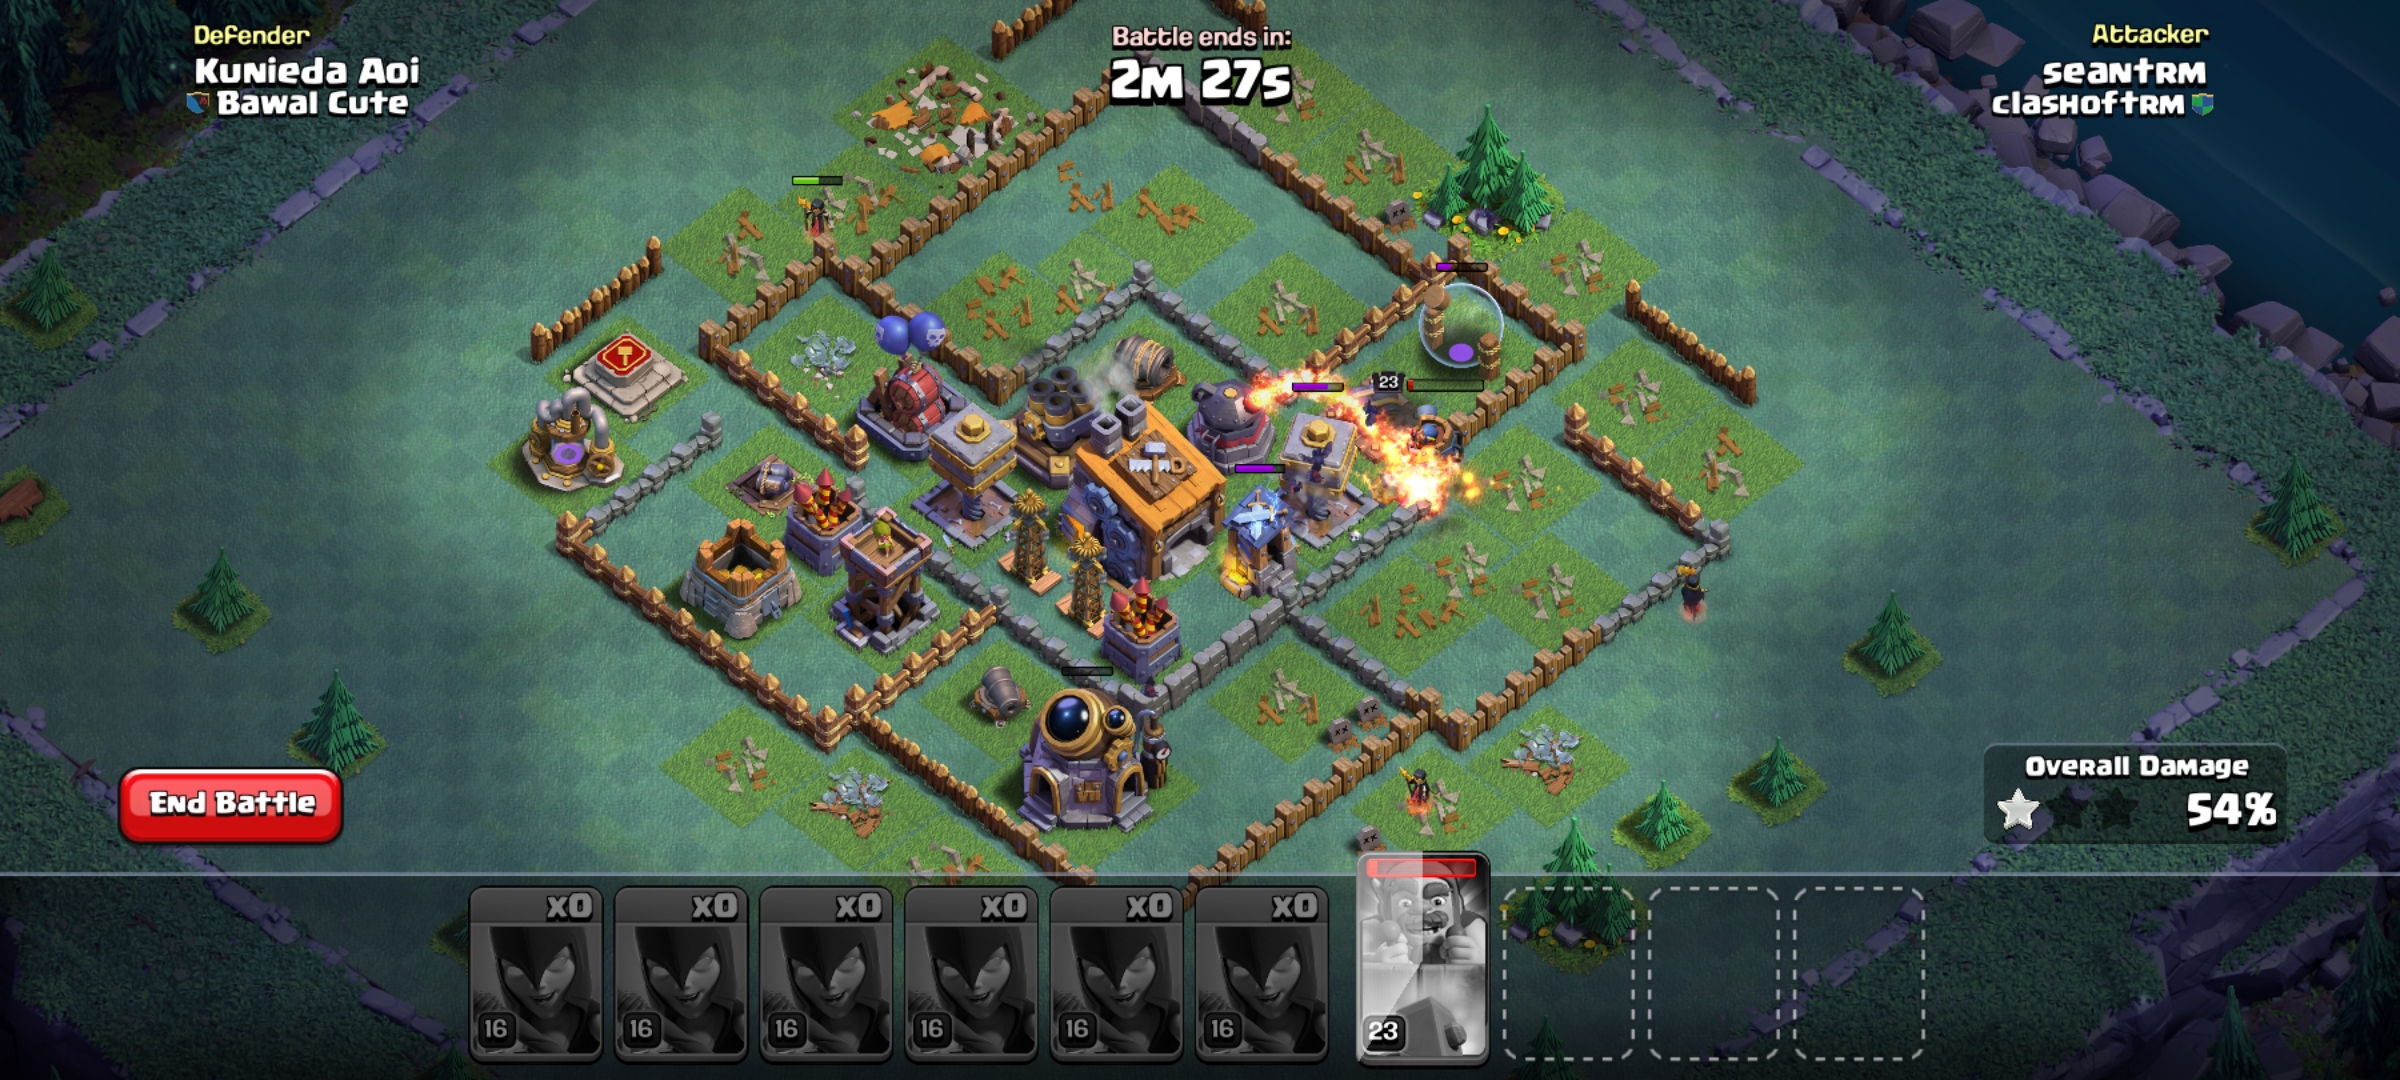 Defender
Kunieda Aoi
Bawal Cute
Battle ends in:
2M 27s
Attacker
seantrm
clashoftrm
23
VII
End Battle
Overall Damage
54%
x0
x0
x0
x0
x0
x0
16
16
16
16
16
16
23